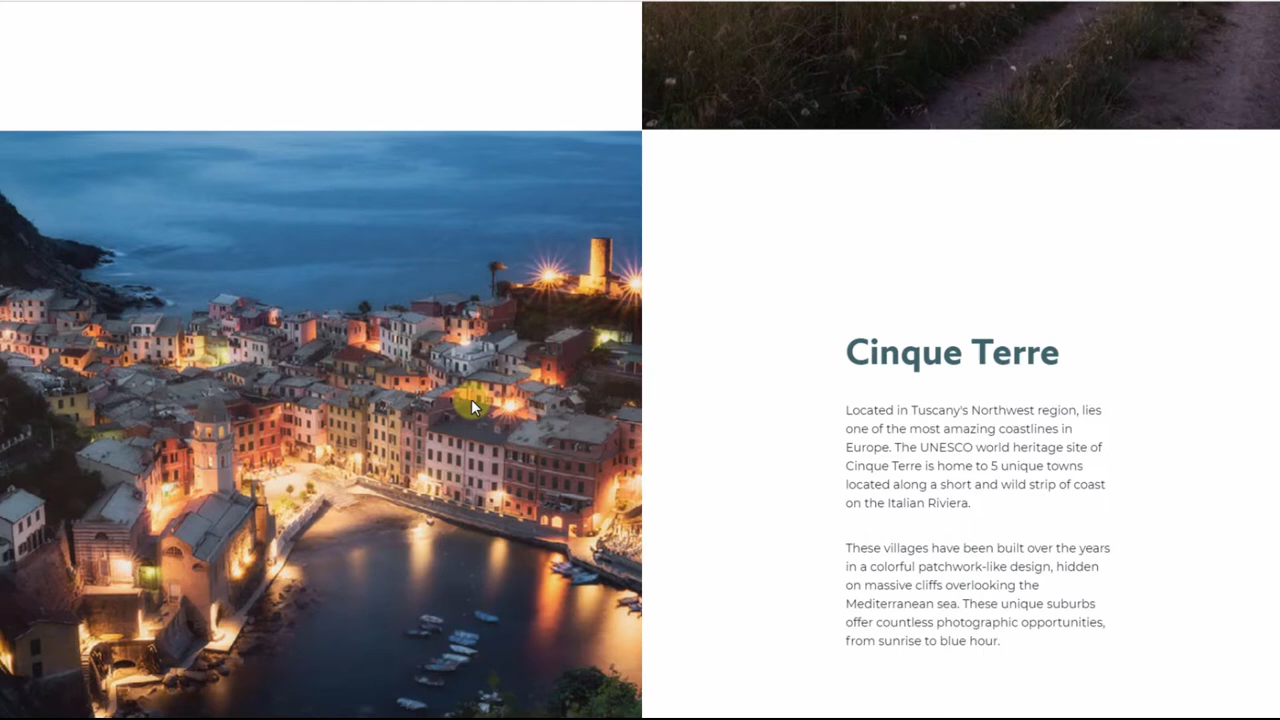 Cinque Terre
Located in Tuscany's Northwest region, lies
one of the most amazing coastlines in
Europe. The UNESCO world heritage site of
Cinque Terre is home to 5 unique towns
located along a short and wild strip of coast
on the Italian Riviera.
These villages have been built over the years
in a colorful patchwork-like design, hidden
on massive cliffs overlooking the
Mediterranean sea. These unique suburbs
offer countless photographic opportunities,
from sunrise to blue hour.